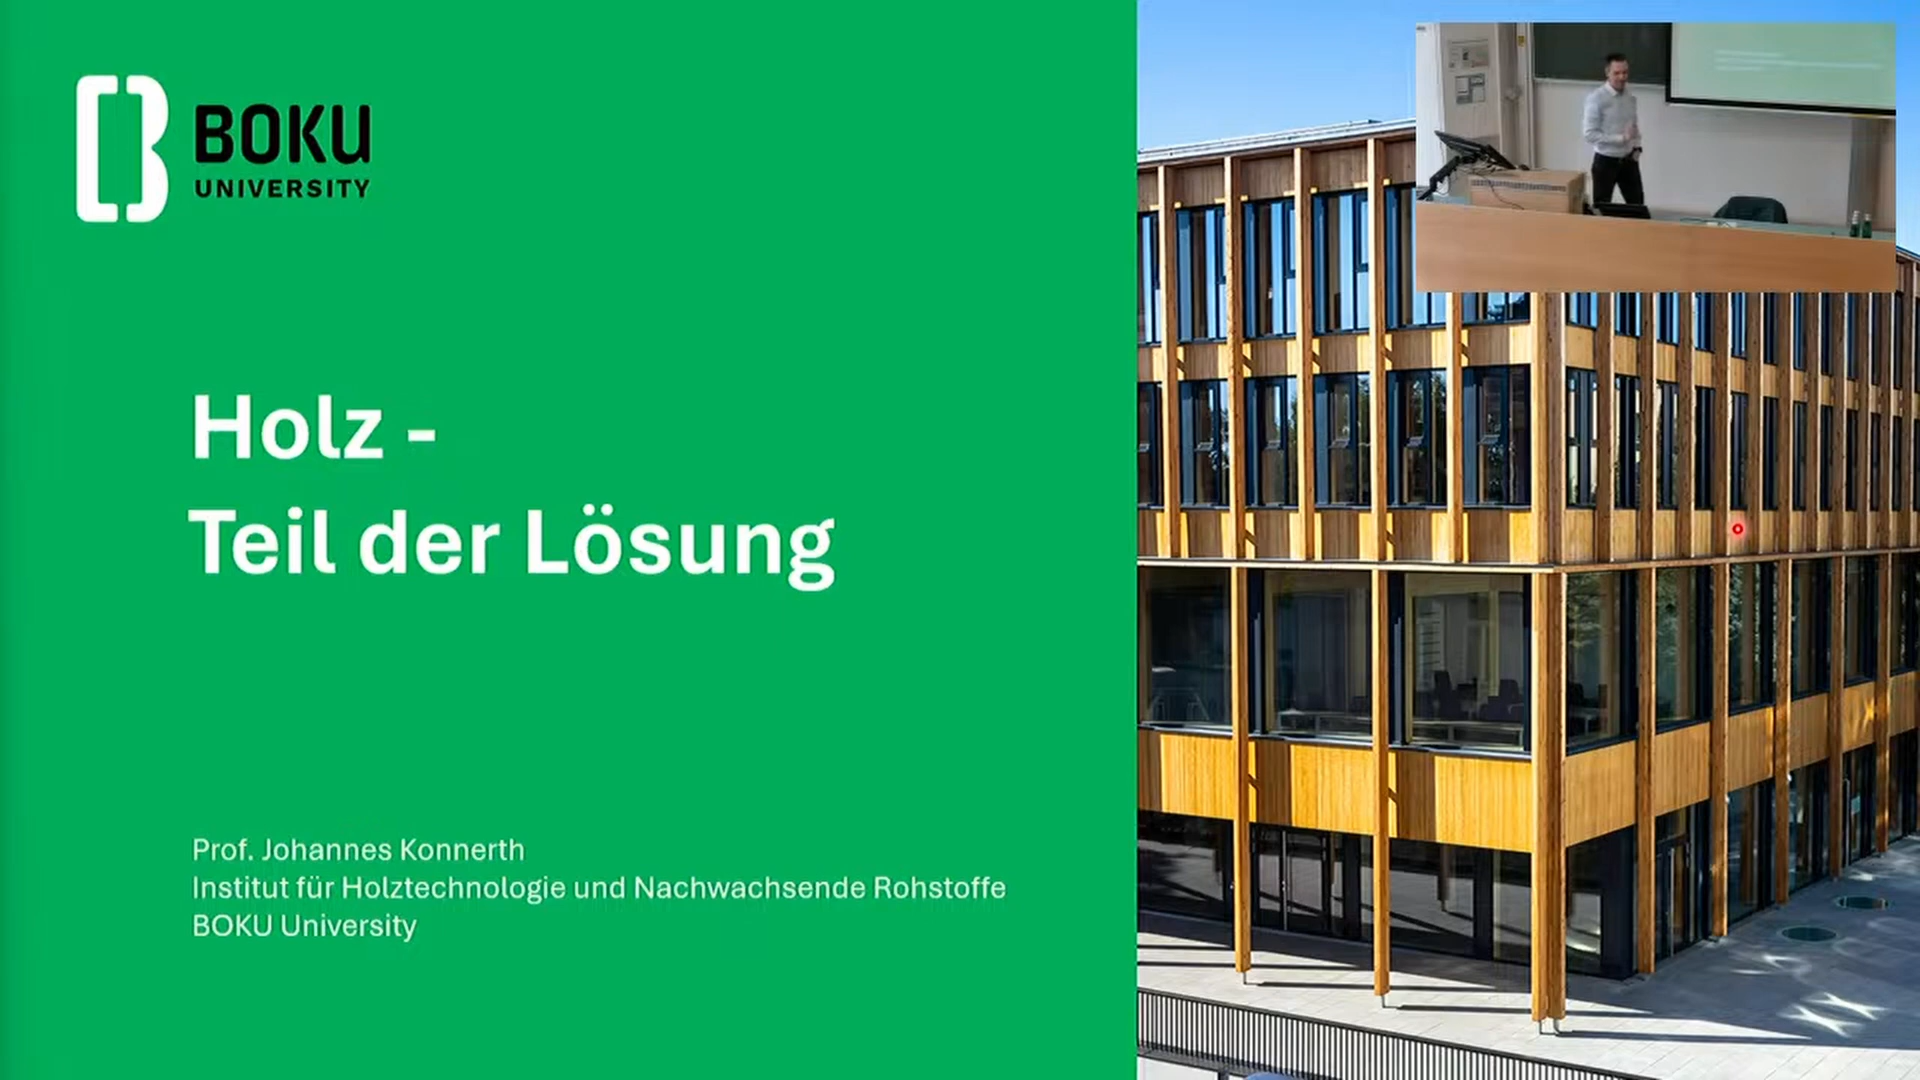 BOKU
UNIVERSITY
Holz -
Teil der Lösung
Prof. Johannes Konnerth
Institut für Holztechnologie und Nachwachsende Rohstoffe
BOKU University